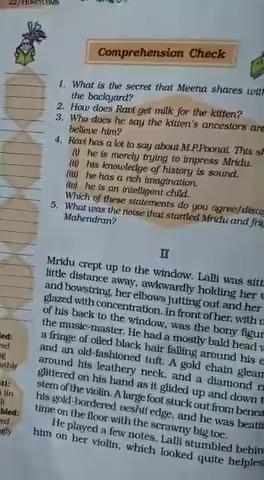 22/HONEYCOMB
Comprehension Check
1. What is the secret that Meena shares with
the backyard?
2. How does Ravi get milk for the kitten?
3. Who does he say the kitten's ancestors are
believe him?
4. Ravi has a lot to say about M.P.Poonai. This
(i) he is merely trying to impress Mridu.
(ii) his knowledge of history is sound.
(iii) he has a rich imagination.
(iv) he is an intelligent child.
Which of these statements do you agree/
5. What was the noise that startled Mridu and
Mahendran?
II
Mridu crept up to the window. Lalli was
little distance away, awkwardly holding her
and bowstring, her elbows jutting out and her
glazed with concentration. In front of her, with
of his back to the window, was the bony
the music-master. He had a mostly bald head
a fringe of oiled black hair falling around his
and an old-fashioned tuft. A gold chain
around his leathery neck, and a diamond
glittered on his hand as it glided up and down
stem of the violin. A large foot stuck out from
his gold-bordered veshti edge, and he was
time on the floor with the scrawny big toe.
He played a few notes. Lalli stumbled
him on her violin, which looked quite